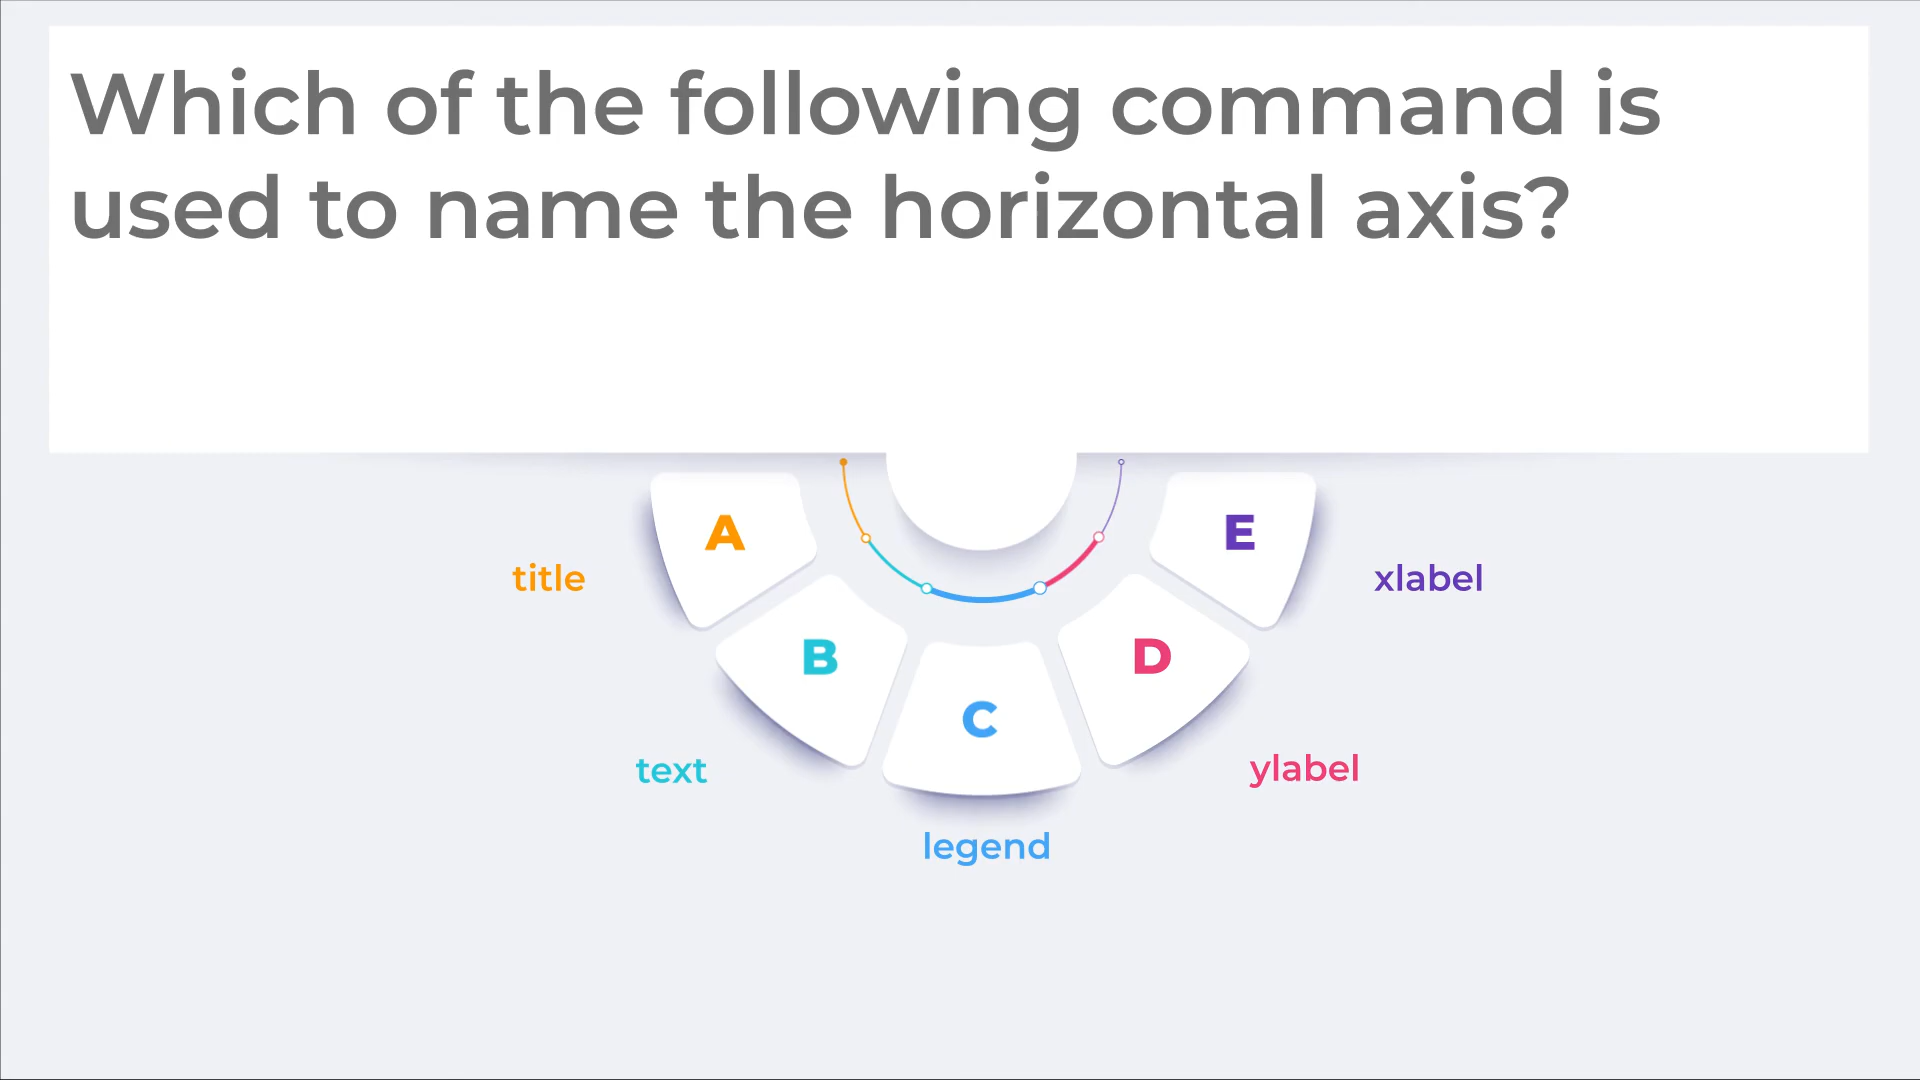 Which of the following command is
used to name the horizontal axis?
A
title
B
text
C
legend
D
ylabel
E
xlabel